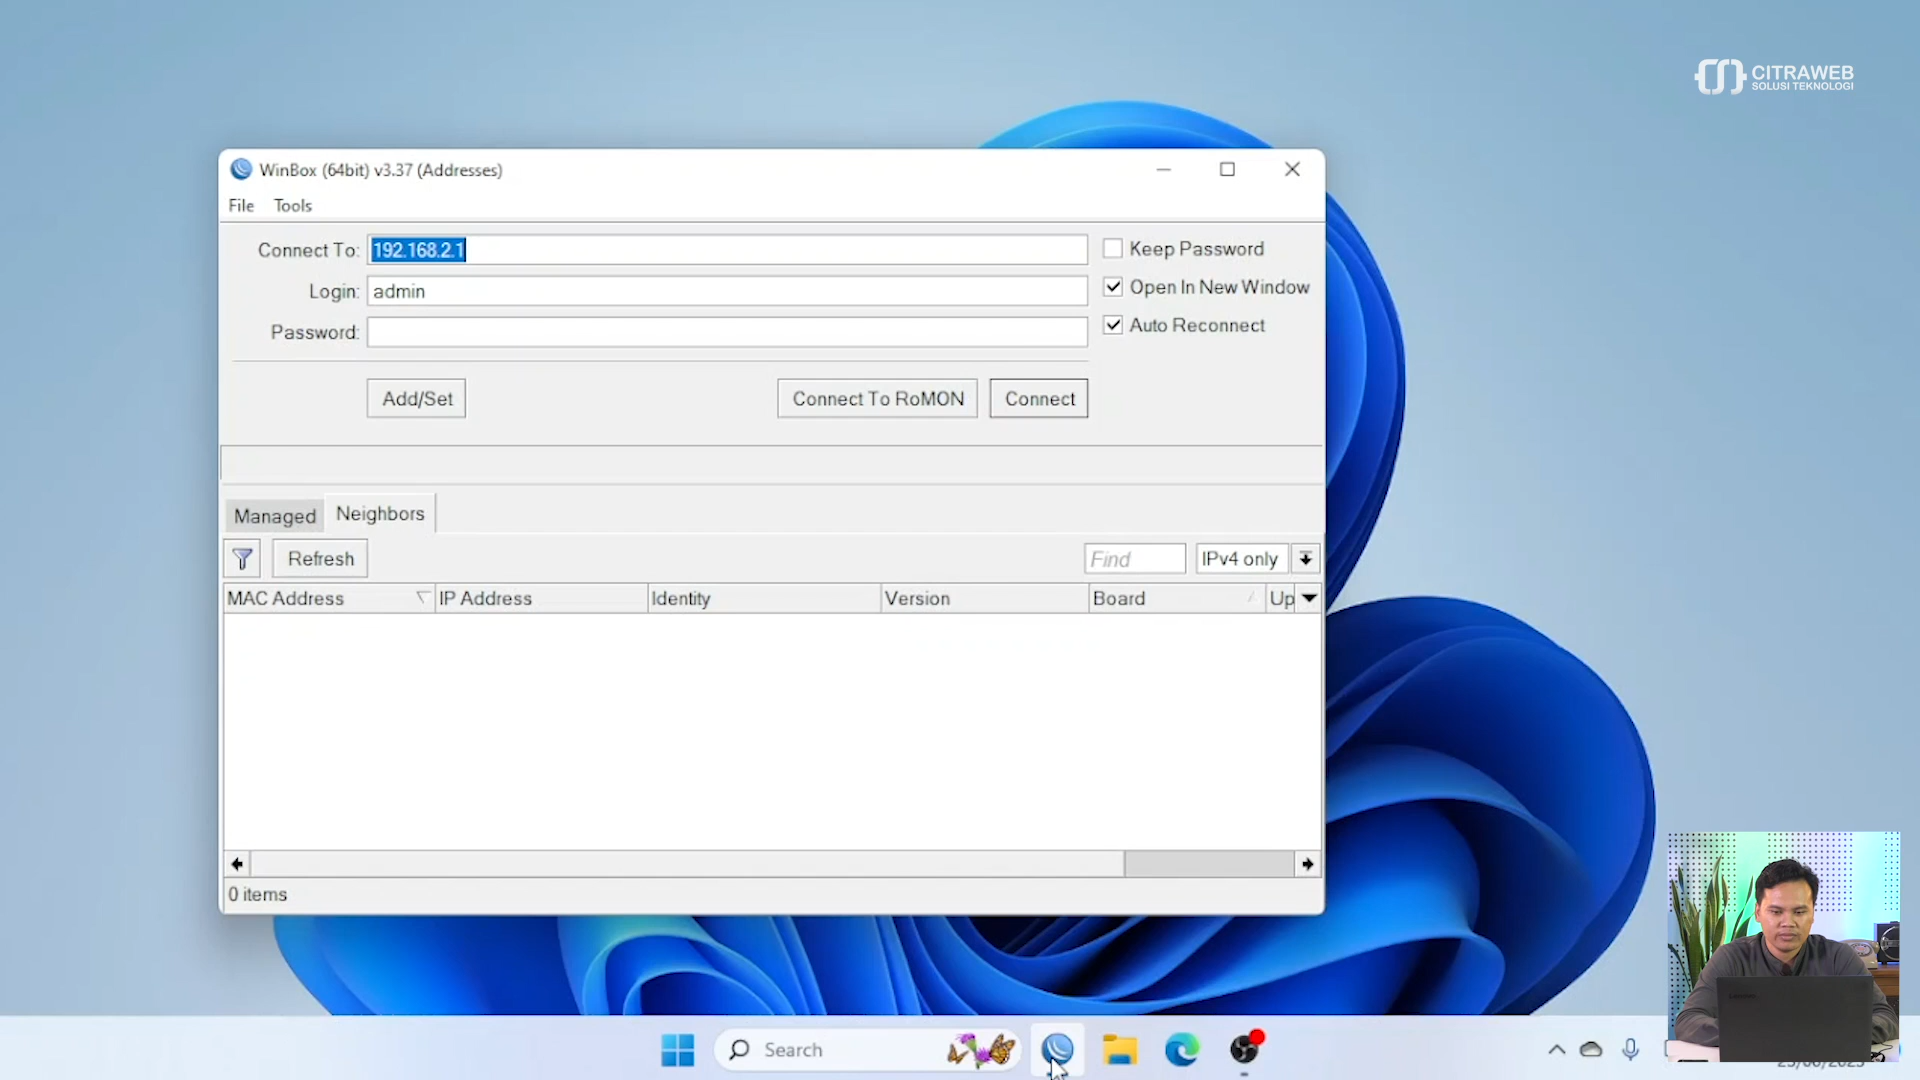 CITRAWEB
SOLUSI TEKNOLOGI
WinBox (64bit) v3.37 (Addresses)
File Tools
Connect To: 192.168.2.1
Keep Password
Login: admin
Open In New Window
Password:
Auto Reconnect
Add/Set
Connect To RoMON
Connect
Managed
Neighbors
Refresh
Find
IPv4 only
MAC Address IP Address Identity Version Board Up
0 items
Search